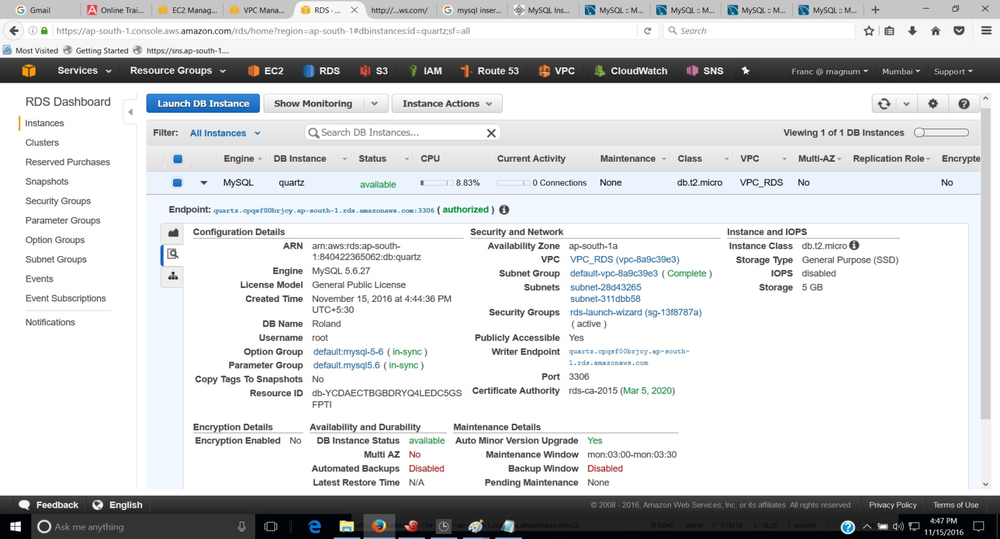 Gmail
Online Trai...
EC2 Manag...
VPC Mana...
RDS · ...
http://...ws.com/
mysql inser...
MySQL Ins...
MySQL :: M...
MySQL :: M...
MySQL :: M...
MySQL :: M...
https://ap-south-1.console.aws.amazon.com/rds/home?region=ap-south-1#dbinstances:id=quartz;sf=all
Search
Most Visited
Getting Started
https://sns.ap-south-1....
Services
Resource Groups
EC2
RDS
S3
IAM
Route 53
VPC
CloudWatch
SNS
Franc @ magnum
Mumbai
Support
RDS Dashboard
Instances
Clusters
Reserved Purchases
Snapshots
Security Groups
Parameter Groups
Option Groups
Subnet Groups
Events
Event Subscriptions
Notifications
Launch DB Instance
Show Monitoring
Instance Actions
Filter: All Instances
Search DB Instances...
Viewing 1 of 1 DB Instances
Engine DB Instance Status CPU Current Activity Maintenance Class VPC Multi-AZ Replication Role Encrypte
MySQL quartz available 8.83% 0 Connections None db.t2.micro VPC_RDS No No
Endpoint: quartz.cpqsf00brjcy.ap-south-1.rds.amazonaws.com:3306 ( authorized )
Configuration Details
ARN arn:aws:rds:ap-south-
1:840422365062:db:quartz
Engine MySQL 5.6.27
License Model General Public License
Created Time November 15, 2016 at 4:44:36 PM
UTC+5:30
DB Name Roland
Username root
Option Group default:mysql-5-6 ( in-sync )
Parameter Group default.mysql5.6 ( in-sync )
Copy Tags To Snapshots No
Resource ID db-YCDAECTBGBDRYQ4LEDC5GS
FPTI
Security and Network
Availability Zone ap-south-1a
VPC VPC_RDS (vpc-8a9c39e3)
Subnet Group default-vpc-8a9c39e3 ( Complete )
Subnets subnet-28d43265
subnet-311dbb58
Security Groups rds-launch-wizard (sg-13f8787a)
( active )
Publicly Accessible Yes
Writer Endpoint quartz.cpqsf00brjcy.ap-south-
1.rds.amazonaws.com
Port 3306
Certificate Authority rds-ca-2015 (Mar 5, 2020)
Instance and IOPS
Instance Class db.t2.micro
Storage Type General Purpose (SSD)
IOPS disabled
Storage 5 GB
Encryption Details
Encryption Enabled No
Availability and Durability
DB Instance Status available
Multi AZ No
Automated Backups Disabled
Latest Restore Time N/A
Maintenance Details
Auto Minor Version Upgrade Yes
Maintenance Window mon:03:00-mon:03:30
Backup Window Disabled
Pending Maintenance None
Feedback
English
© 2008 - 2016, Amazon Web Services, Inc. or its affiliates. All rights reserved.
Privacy Policy
Terms of Use
Ask me anything
SSH2 xterm 113x18 18,26 1 session
4:47 PM
11/15/2016